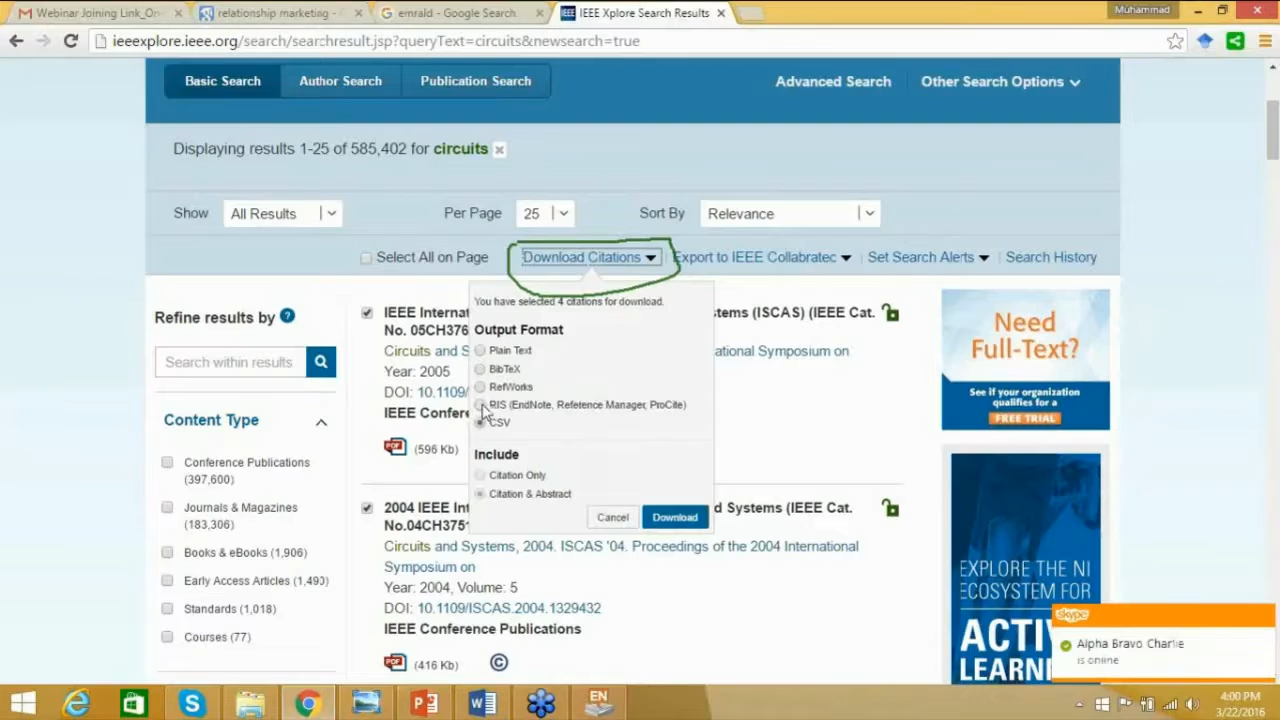 Webinar Joining Link_On
relationship marketing -
emrald - Google Search
IEEE Xplore Search Results
Muhammad
ieeexplore.ieee.org/search/searchresult.jsp?queryText=circuits&newsearch=true
Basic Search
Author Search
Publication Search
Advanced Search
Other Search Options
Displaying results 1-25 of 585,402 for circuits
Show All Results
Per Page 25
Sort By Relevance
Select All on Page
Download Citations
Export to IEEE Collabratec
Set Search Alerts
Search History
You have selected 4 citations for download.
Output Format
Plain Text
BibTeX
RefWorks
RIS (EndNote, Reference Manager, ProCite)
CSV
Include
Citation Only
Citation & Abstract
Cancel
Download
Refine results by
Search within results
Content Type
Conference Publications
(397,600)
Journals & Magazines
(183,306)
Books & eBooks (1,906)
Early Access Articles (1,493)
Standards (1,018)
Courses (77)
IEEE Interna tems (ISCAS) (IEEE Cat.
No. 05CH376
Circuits and S ational Symposium on
Year: 2005
DOI: 10.1109/
IEEE Confere
PDF (596 Kb)
2004 IEEE Int d Systems (IEEE Cat.
No.04CH375
Circuits and Systems, 2004. ISCAS '04. Proceedings of the 2004 International
Symposium on
Year: 2004, Volume: 5
DOI: 10.1109/ISCAS.2004.1329432
IEEE Conference Publications
PDF (416 Kb) ©
Need
Full-Text?
See if your organization
qualifies for a
FREE TRIAL
EXPLORE THE NI
ECOSYSTEM FOR
ACTIV
LEARNE
skype
Alpha Bravo Charlie
is online
EN
4:00 PM
3/22/2016